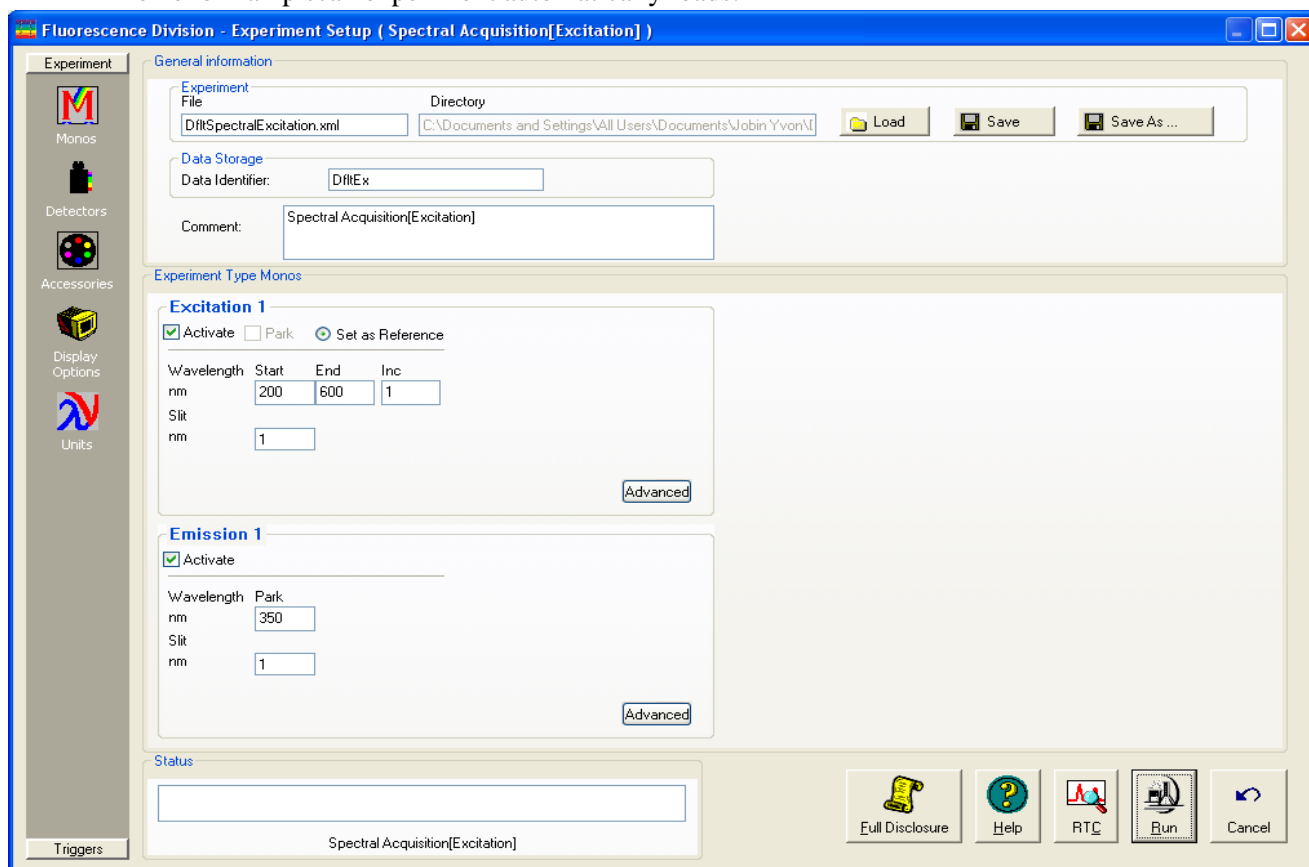 Fluorescence Division - Experiment Setup ( Spectral Acquisition[Excitation] )
Experiment
Monos
Detectors
Accessories
Display
Options
Units
Triggers
General information
Experiment
File
Directory
DfltSpectralExcitation.xml
C:\Documents and Settings\All Users\Documents\Jobin Yvon\
Load
Save
Save As ...
Data Storage
Data Identifier:
DfltEx
Comment:
Spectral Acquisition[Excitation]
Experiment Type Monos
Excitation 1
Activate
Park
Set as Reference
Wavelength Start End Inc
nm 200 600 1
Slit
nm 1
Advanced
Emission 1
Activate
Wavelength Park
nm 350
Slit
nm 1
Advanced
Status
Spectral Acquisition[Excitation]
Full Disclosure
Help
RTC
Run
Cancel